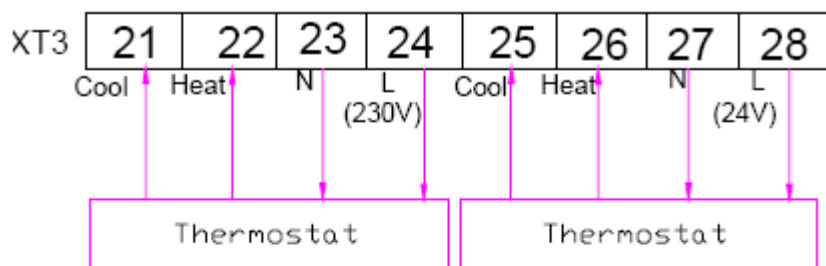 XT3 21 22 23 24 25 26 27 28
Cool Heat N L Cool Heat N L
(230V) (24V)
Thermostat Thermostat